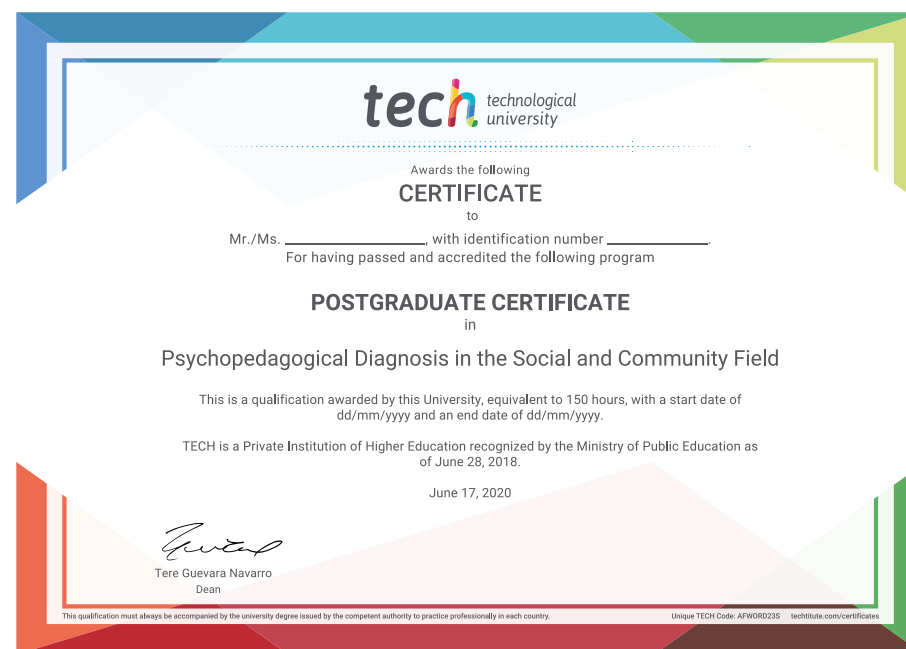 tech technological
university
Awards the following
CERTIFICATE
to
Mr./Ms. ____________________, with identification number ______________.
For having passed and accredited the following program
POSTGRADUATE CERTIFICATE
in
Psychopedagogical Diagnosis in the Social and Community Field
This is a qualification awarded by this University, equivalent to 150 hours, with a start date of
dd/mm/yyyy and an end date of dd/mm/yyyy.
TECH is a Private Institution of Higher Education recognized by the Ministry of Public Education as
of June 28, 2018.
June 17, 2020
Tere Guevara Navarro
Dean
This qualification must always be accompanied by the university degree issued by the competent authority to practice professionally in each country. Unique TECH Code: AFWORD23S techtitute.com/certificates